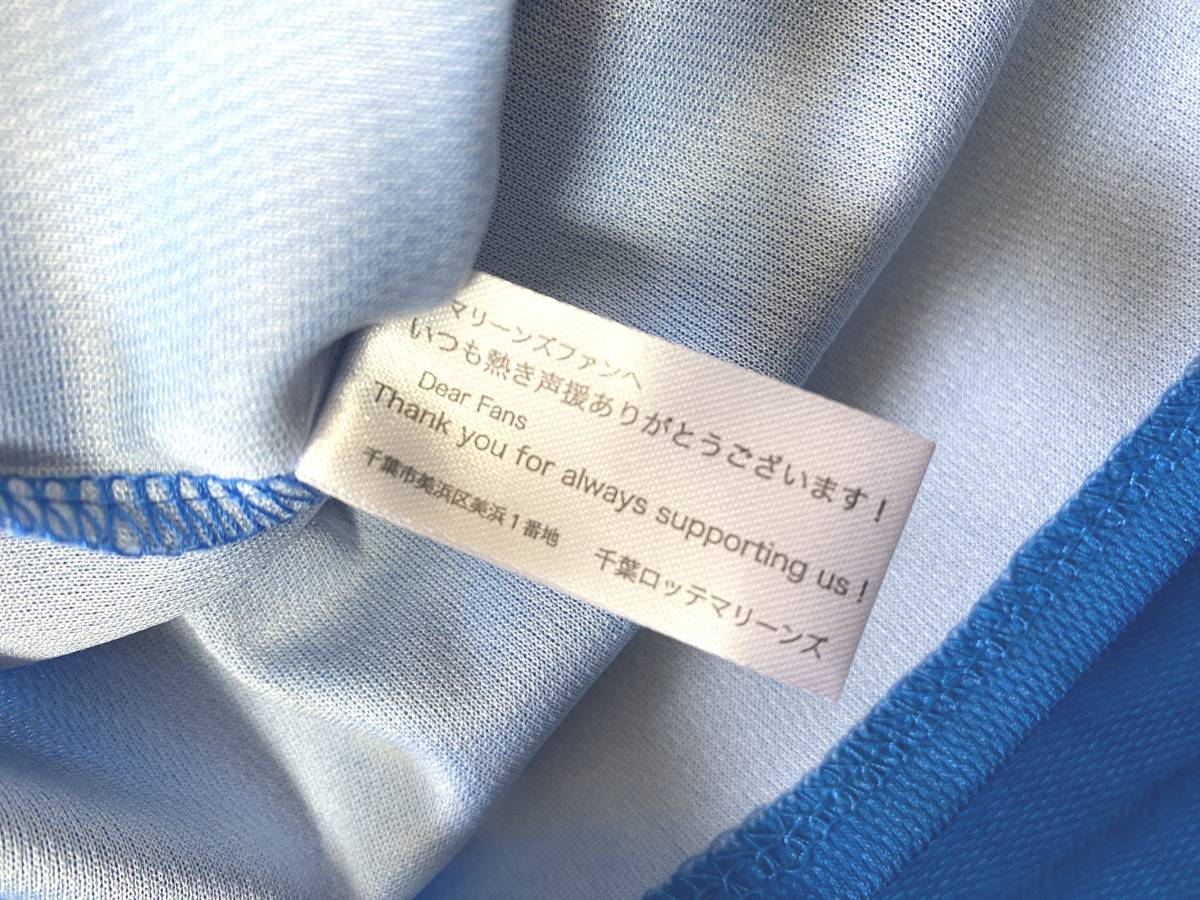 マリーンズファンへ
いつも熱き声援ありがとうございます！
Dear Fans
Thank you for always supporting us！
千葉市美浜区美浜１番地　千葉ロッテマリーンズ